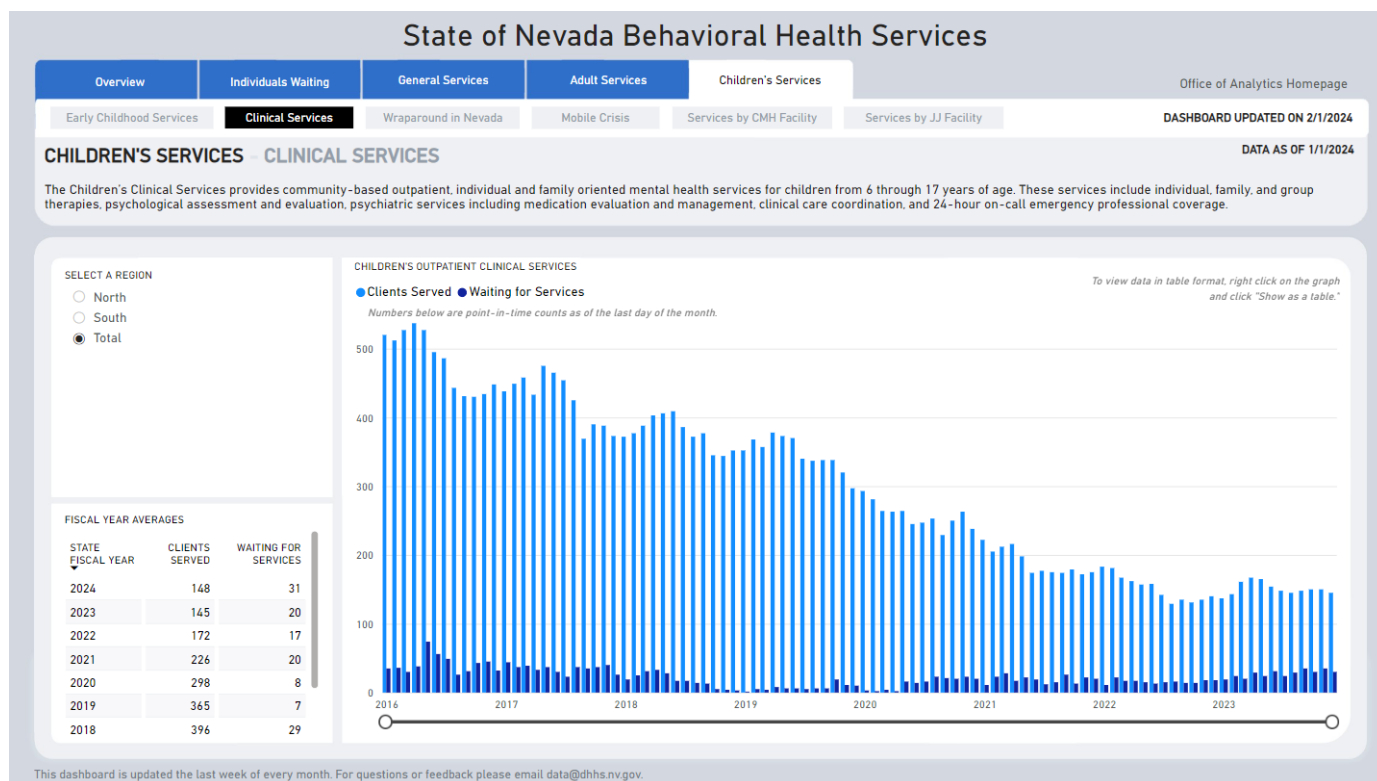 State of Nevada Behavioral Health Services
Overview
Individuals Waiting
General Services
Adult Services
Children's Services
Office of Analytics Homepage
Early Childhood Services
Clinical Services
Wraparound in Nevada
Mobile Crisis
Services by CMH Facility
Services by JJ Facility
DASHBOARD UPDATED ON 2/1/2024
CHILDREN'S SERVICES - CLINICAL SERVICES
DATA AS OF 1/1/2024
The Children's Clinical Services provides community-based outpatient, individual and family oriented mental health services for children from 6 through 17 years of age. These services include individual, family, and group
therapies, psychological assessment and evaluation, psychiatric services including medication evaluation and management, clinical care coordination, and 24-hour on-call emergency professional coverage.
SELECT A REGION
North
South
Total
FISCAL YEAR AVERAGES
STATE FISCAL YEAR CLIENTS SERVED WAITING FOR SERVICES
2024 148 31
2023 145 20
2022 172 17
2021 226 20
2020 298 8
2019 365 7
2018 396 29
CHILDREN'S OUTPATIENT CLINICAL SERVICES
Clients Served Waiting for Services
To view data in table format, right click on the graph
and click "Show as a table."
Numbers below are point-in-time counts as of the last day of the month.
500
400
300
200
100
0
2016 2017 2018 2019 2020 2021 2022 2023
This dashboard is updated the last week of every month. For questions or feedback please email data@dhhs.nv.gov.